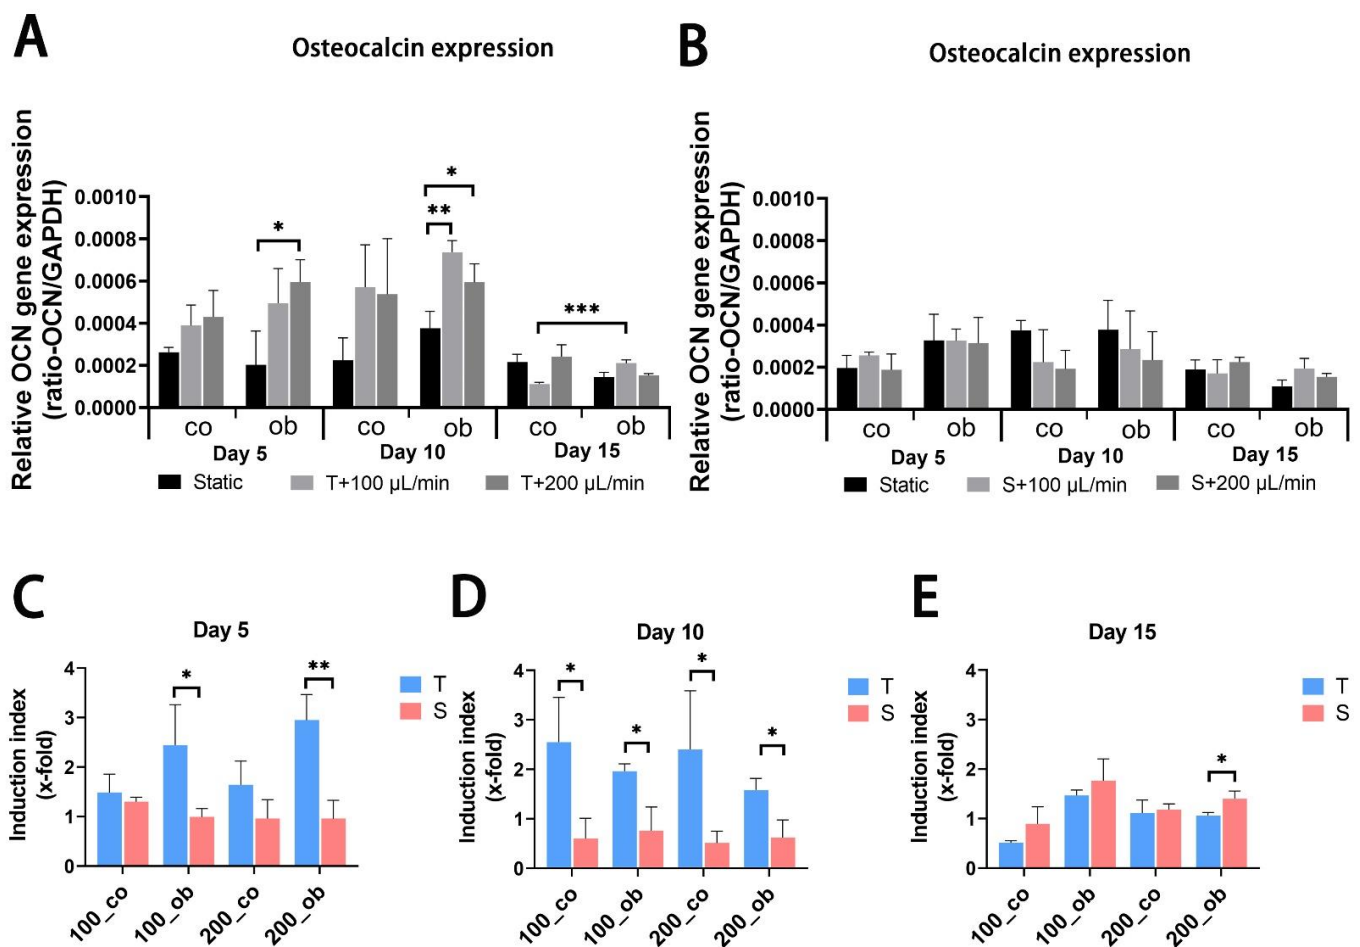 A
Osteocalcin expression
Relative OCN gene expression
(ratio-OCN/GAPDH)
0.0010
0.0008
0.0006
0.0004
0.0002
0.0000
*
**
*
***
co ob co ob co ob
Day 5 Day 10 Day 15
Static T+100 µL/min T+200 µL/min
B
Osteocalcin expression
Relative OCN gene expression
(ratio-OCN/GAPDH)
0.0010
0.0008
0.0006
0.0004
0.0002
0.0000
co ob co ob co ob
Day 5 Day 10 Day 15
Static S+100 µL/min S+200 µL/min
C
Day 5
Induction index
(x-fold)
4
3
2
1
0
*
**
T
S
100_co 100_ob 200_co 200_ob
D
Day 10
Induction index
(x-fold)
4
3
2
1
0
*
*
*
*
T
S
100_co 100_ob 200_co 200_ob
E
Day 15
Induction index
(x-fold)
4
3
2
1
0
*
T
S
100_co 100_ob 200_co 200_ob